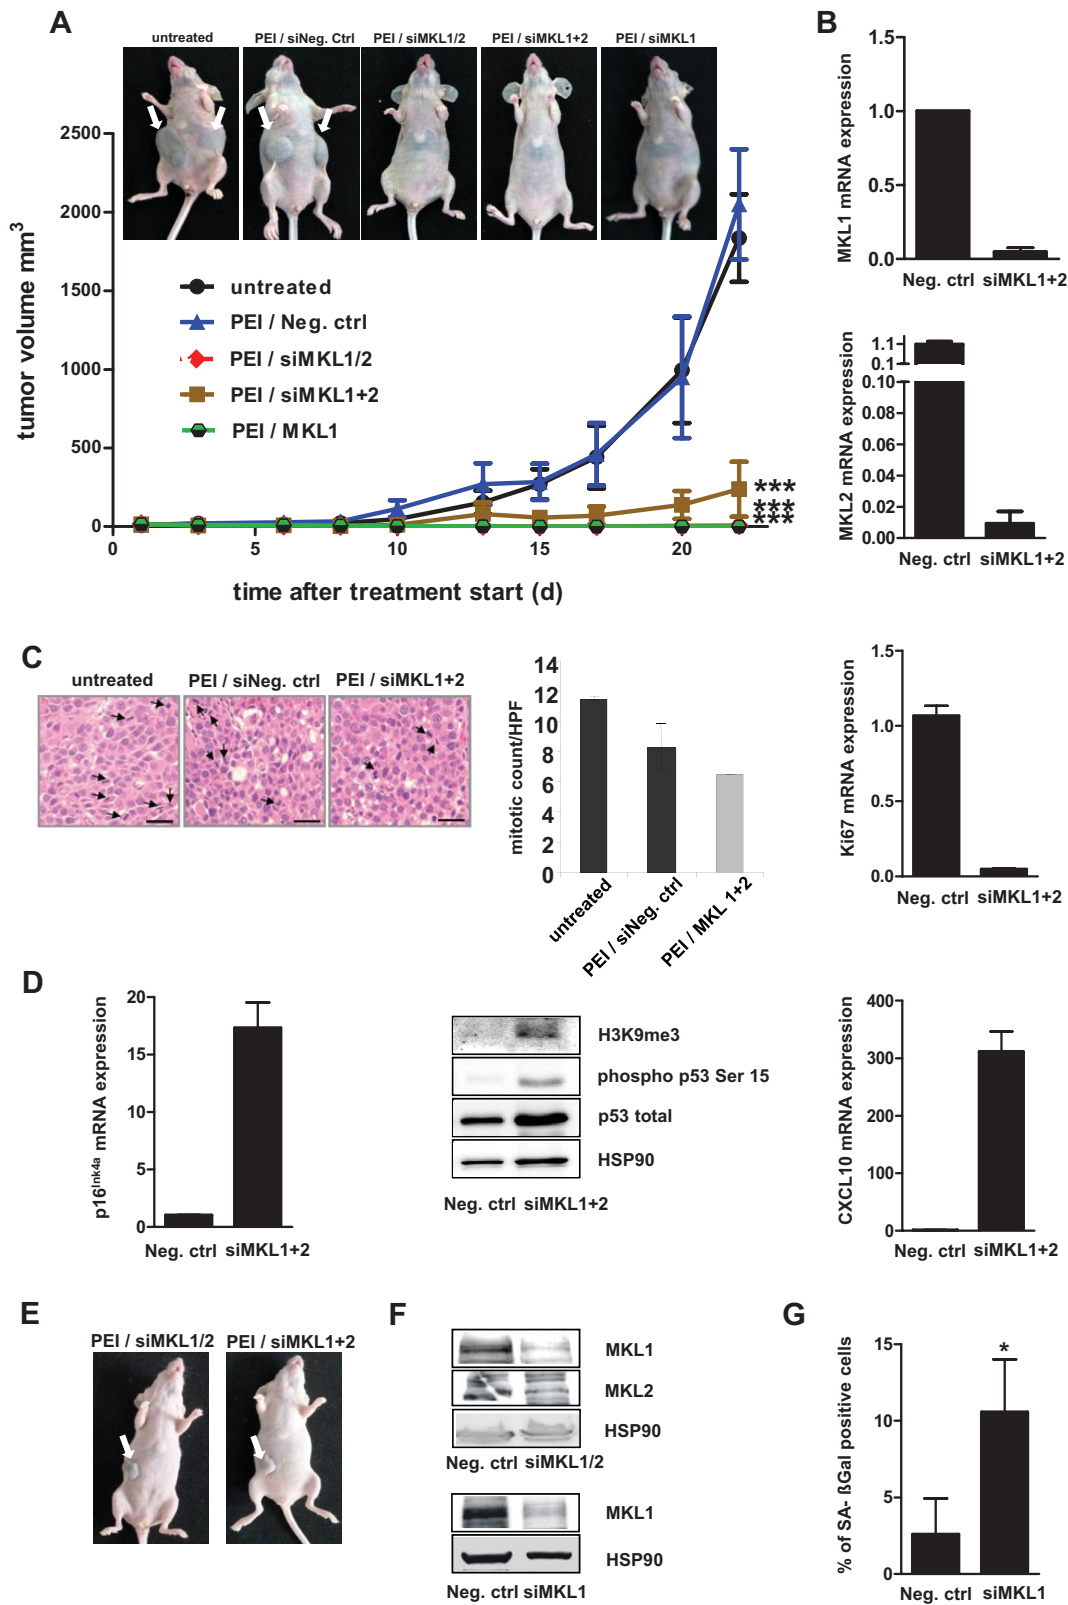 A
untreated
PEI / siNeg. Ctrl
PEI / siMKL1/2
PEI / siMKL1+2
PEI / siMKL1
tumor volume mm³
2500
2000
1500
1000
500
0
untreated
PEI / Neg. ctrl
PEI / siMKL1/2
PEI / siMKL1+2
PEI / MKL1
***
***
***
0
5
10
15
20
time after treatment start (d)
B
MKL1 mRNA expression
1.5
1.0
0.5
0.0
Neg. ctrl siMKL1+2
MKL2 mRNA expression
1.1
0.1
0.10
0.08
0.06
0.04
0.02
0.00
Neg. ctrl siMKL1+2
C
untreated
PEI / siNeg. ctrl
PEI / siMKL1+2
mitotic count/HPF
14
12
10
8
6
4
2
0
untreated
PEI / siNeg. ctrl
PEI / MKL 1+2
Ki67 mRNA expression
1.5
1.0
0.5
0.0
Neg. ctrl siMKL1+2
D
p16Ink4a mRNA expression
20
15
10
5
0
Neg. ctrl siMKL1+2
H3K9me3
phospho p53 Ser 15
p53 total
HSP90
Neg. ctrl siMKL1+2
CXCL10 mRNA expression
400
300
200
100
0
Neg. ctrl siMKL1+2
E
PEI / siMKL1/2
PEI / siMKL1+2
F
MKL1
MKL2
HSP90
Neg. ctrl siMKL1/2
MKL1
HSP90
Neg. ctrl siMKL1
G
% of SA- ßGal positive cells
15
10
5
0
*
Neg. ctrl siMKL1